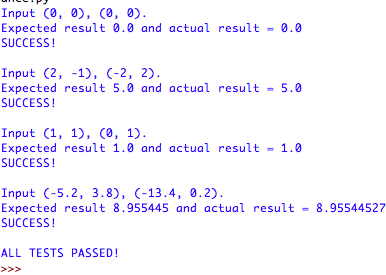 ance.py
Input (0, 0), (0, 0).
Expected result 0.0 and actual result = 0.0
SUCCESS!
Input (2, -1), (-2, 2).
Expected result 5.0 and actual result = 5.0
SUCCESS!
Input (1, 1), (0, 1).
Expected result 1.0 and actual result = 1.0
SUCCESS!
Input (-5.2, 3.8), (-13.4, 0.2).
Expected result 8.955445 and actual result = 8.95544527
SUCCESS!
ALL TESTS PASSED!
>>>